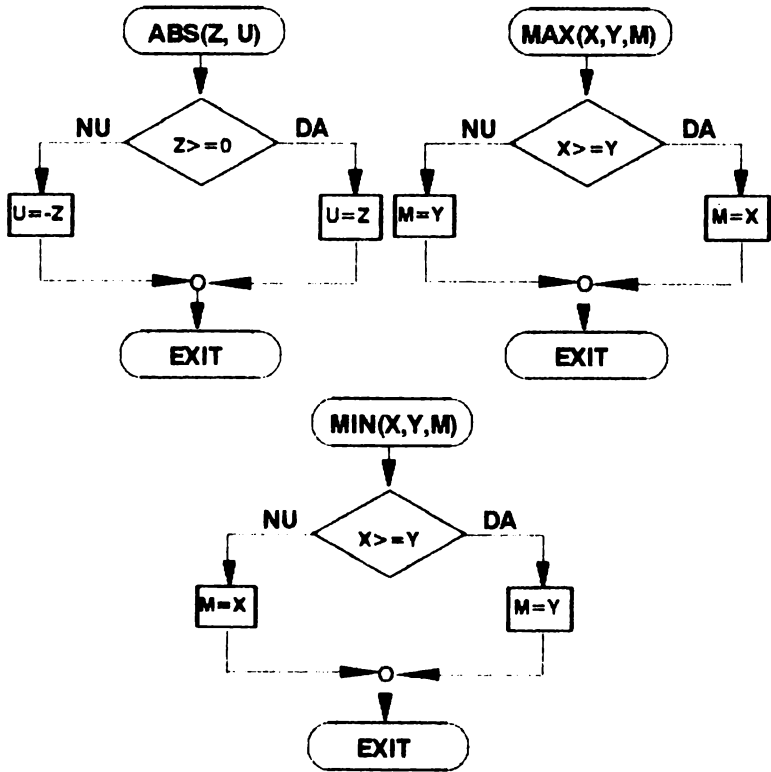 ABS(Z, U)
NU
Z>=0
DA
U=-Z
U=Z
EXIT
MAX(X,Y,M)
NU
X>=Y
DA
M=Y
M=X
EXIT
MIN(X,Y,M)
NU
X>=Y
DA
M=X
M=Y
EXIT